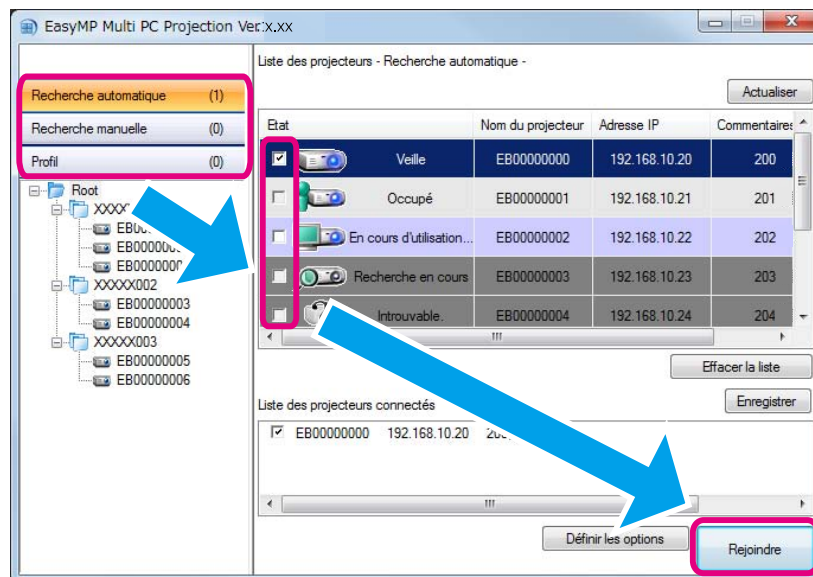 EasyMP Multi PC Projection Ver.x.xx
Liste des projecteurs - Recherche automatique -
Recherche automatique (1)
Actualiser
Recherche manuelle (0)
Profil (0)
Etat Nom du projecteur Adresse IP Commentaires
Veille EB00000000 192.168.10.20 200
Occupé EB00000001 192.168.10.21 201
En cours d'utilisation... EB00000002 192.168.10.22 202
Recherche en cours EB00000003 192.168.10.23 203
Introuvable. EB00000004 192.168.10.24 204
Root
XXXXX002
EB00000003
EB00000004
XXXXX003
EB00000005
EB00000006
Effacer la liste
Enregistrer
Liste des projecteurs connectés
EB00000000 192.168.10.20
Définir les options
Rejoindre